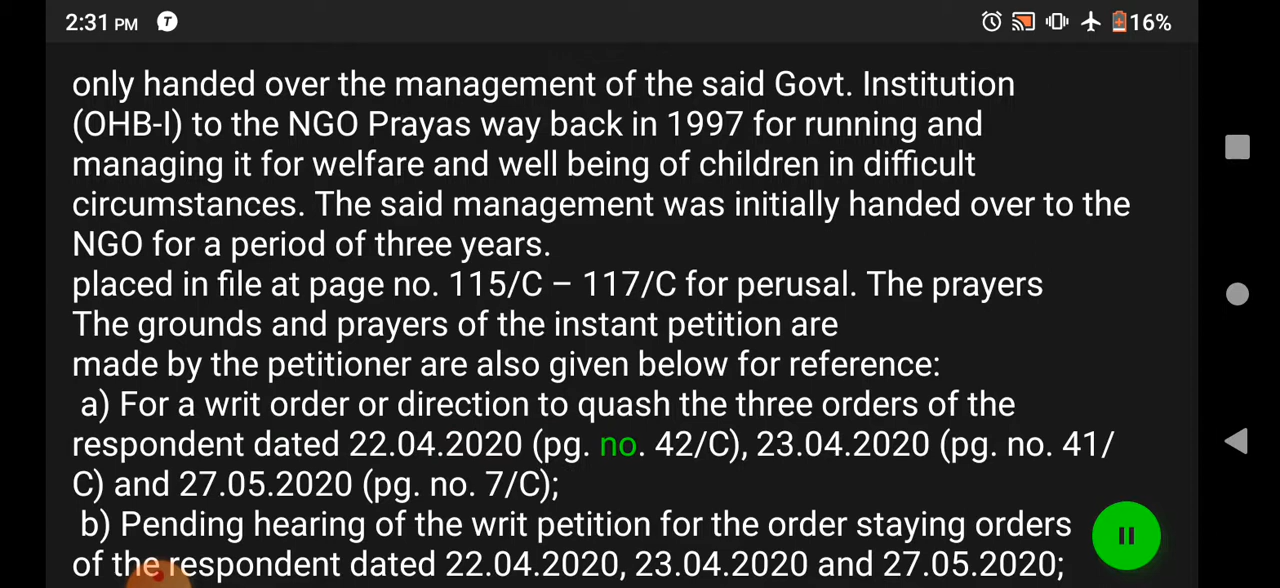 2:31 PM T 16%
only handed over the management of the said Govt. Institution
(OHB-I) to the NGO Prayas way back in 1997 for running and
managing it for welfare and well being of children in difficult
circumstances. The said management was initially handed over to the
NGO for a period of three years.
placed in file at page no. 115/C – 117/C for perusal. The prayers
The grounds and prayers of the instant petition are
made by the petitioner are also given below for reference:
a) For a writ order or direction to quash the three orders of the
respondent dated 22.04.2020 (pg. no. 42/C), 23.04.2020 (pg. no. 41/
C) and 27.05.2020 (pg. no. 7/C);
b) Pending hearing of the writ petition for the order staying orders
of the respondent dated 22.04.2020, 23.04.2020 and 27.05.2020;